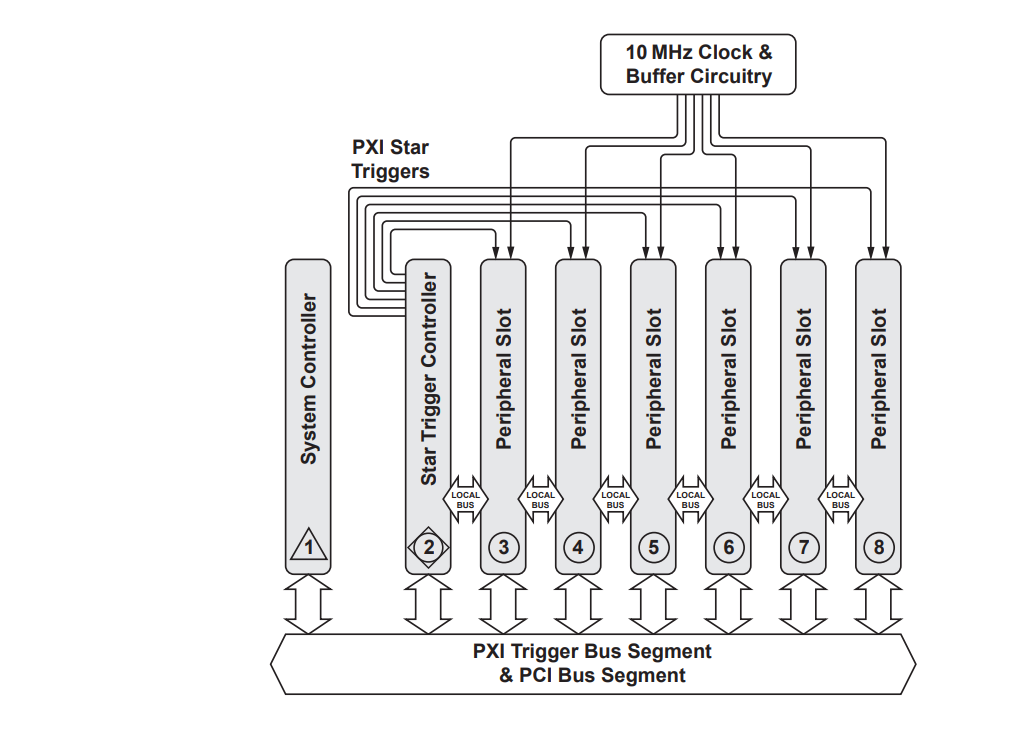 10 MHz Clock &
Buffer Circuitry
PXI Star
Triggers
System Controller
Star Trigger Controller
Peripheral Slot
Peripheral Slot
Peripheral Slot
Peripheral Slot
Peripheral Slot
Peripheral Slot
LOCAL
BUS
LOCAL
BUS
LOCAL
BUS
LOCAL
BUS
LOCAL
BUS
LOCAL
BUS
1
2
3
4
5
6
7
8
PXI Trigger Bus Segment
& PCI Bus Segment